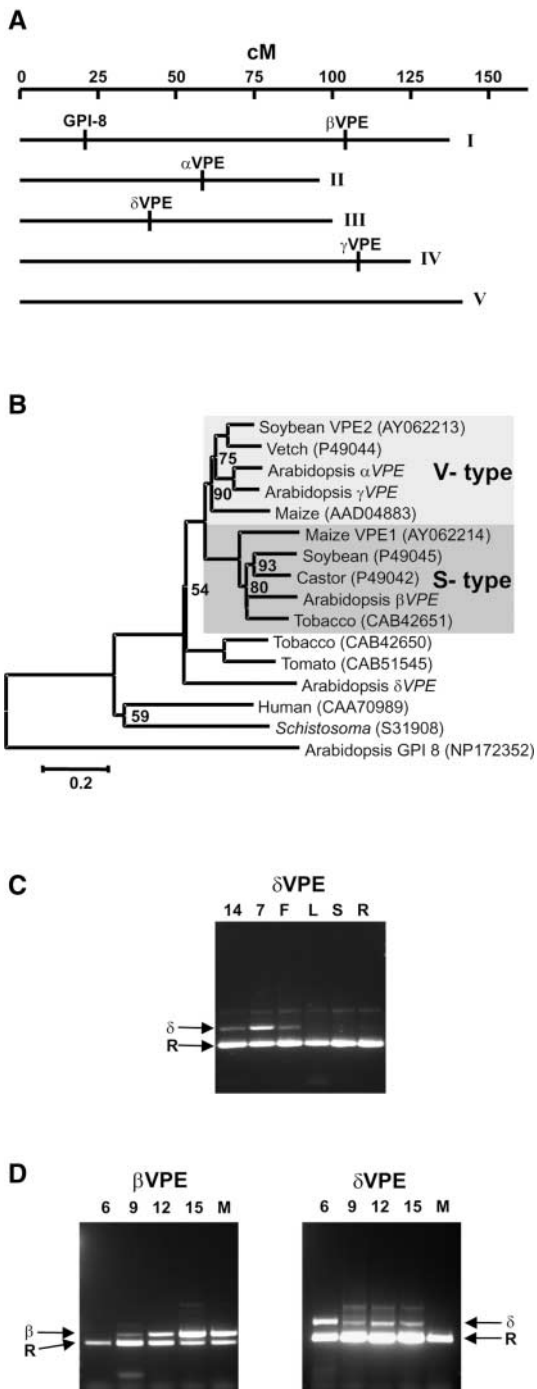 A
cM
0 25 50 75 100 125 150
GPI-8 βVPE I
αVPE II
δVPE III
γVPE IV
V
B
Soybean VPE2 (AY062213)
Vetch (P49044)
75
Arabidopsis αVPE
V- type
90
Arabidopsis γVPE
Maize (AAD04883)
Maize VPE1 (AY062214)
Soybean (P49045)
93
Castor (P49042)
S- type
80
54
Arabidopsis βVPE
Tobacco (CAB42651)
Tobacco (CAB42650)
Tomato (CAB51545)
Arabidopsis δVPE
Human (CAA70989)
59
Schistosoma (S31908)
Arabidopsis GPI 8 (NP172352)
0.2
C
δVPE
14 7 F L S R
δ
R
D
βVPE
6 9 12 15 M
β
R
δVPE
6 9 12 15 M
δ
R